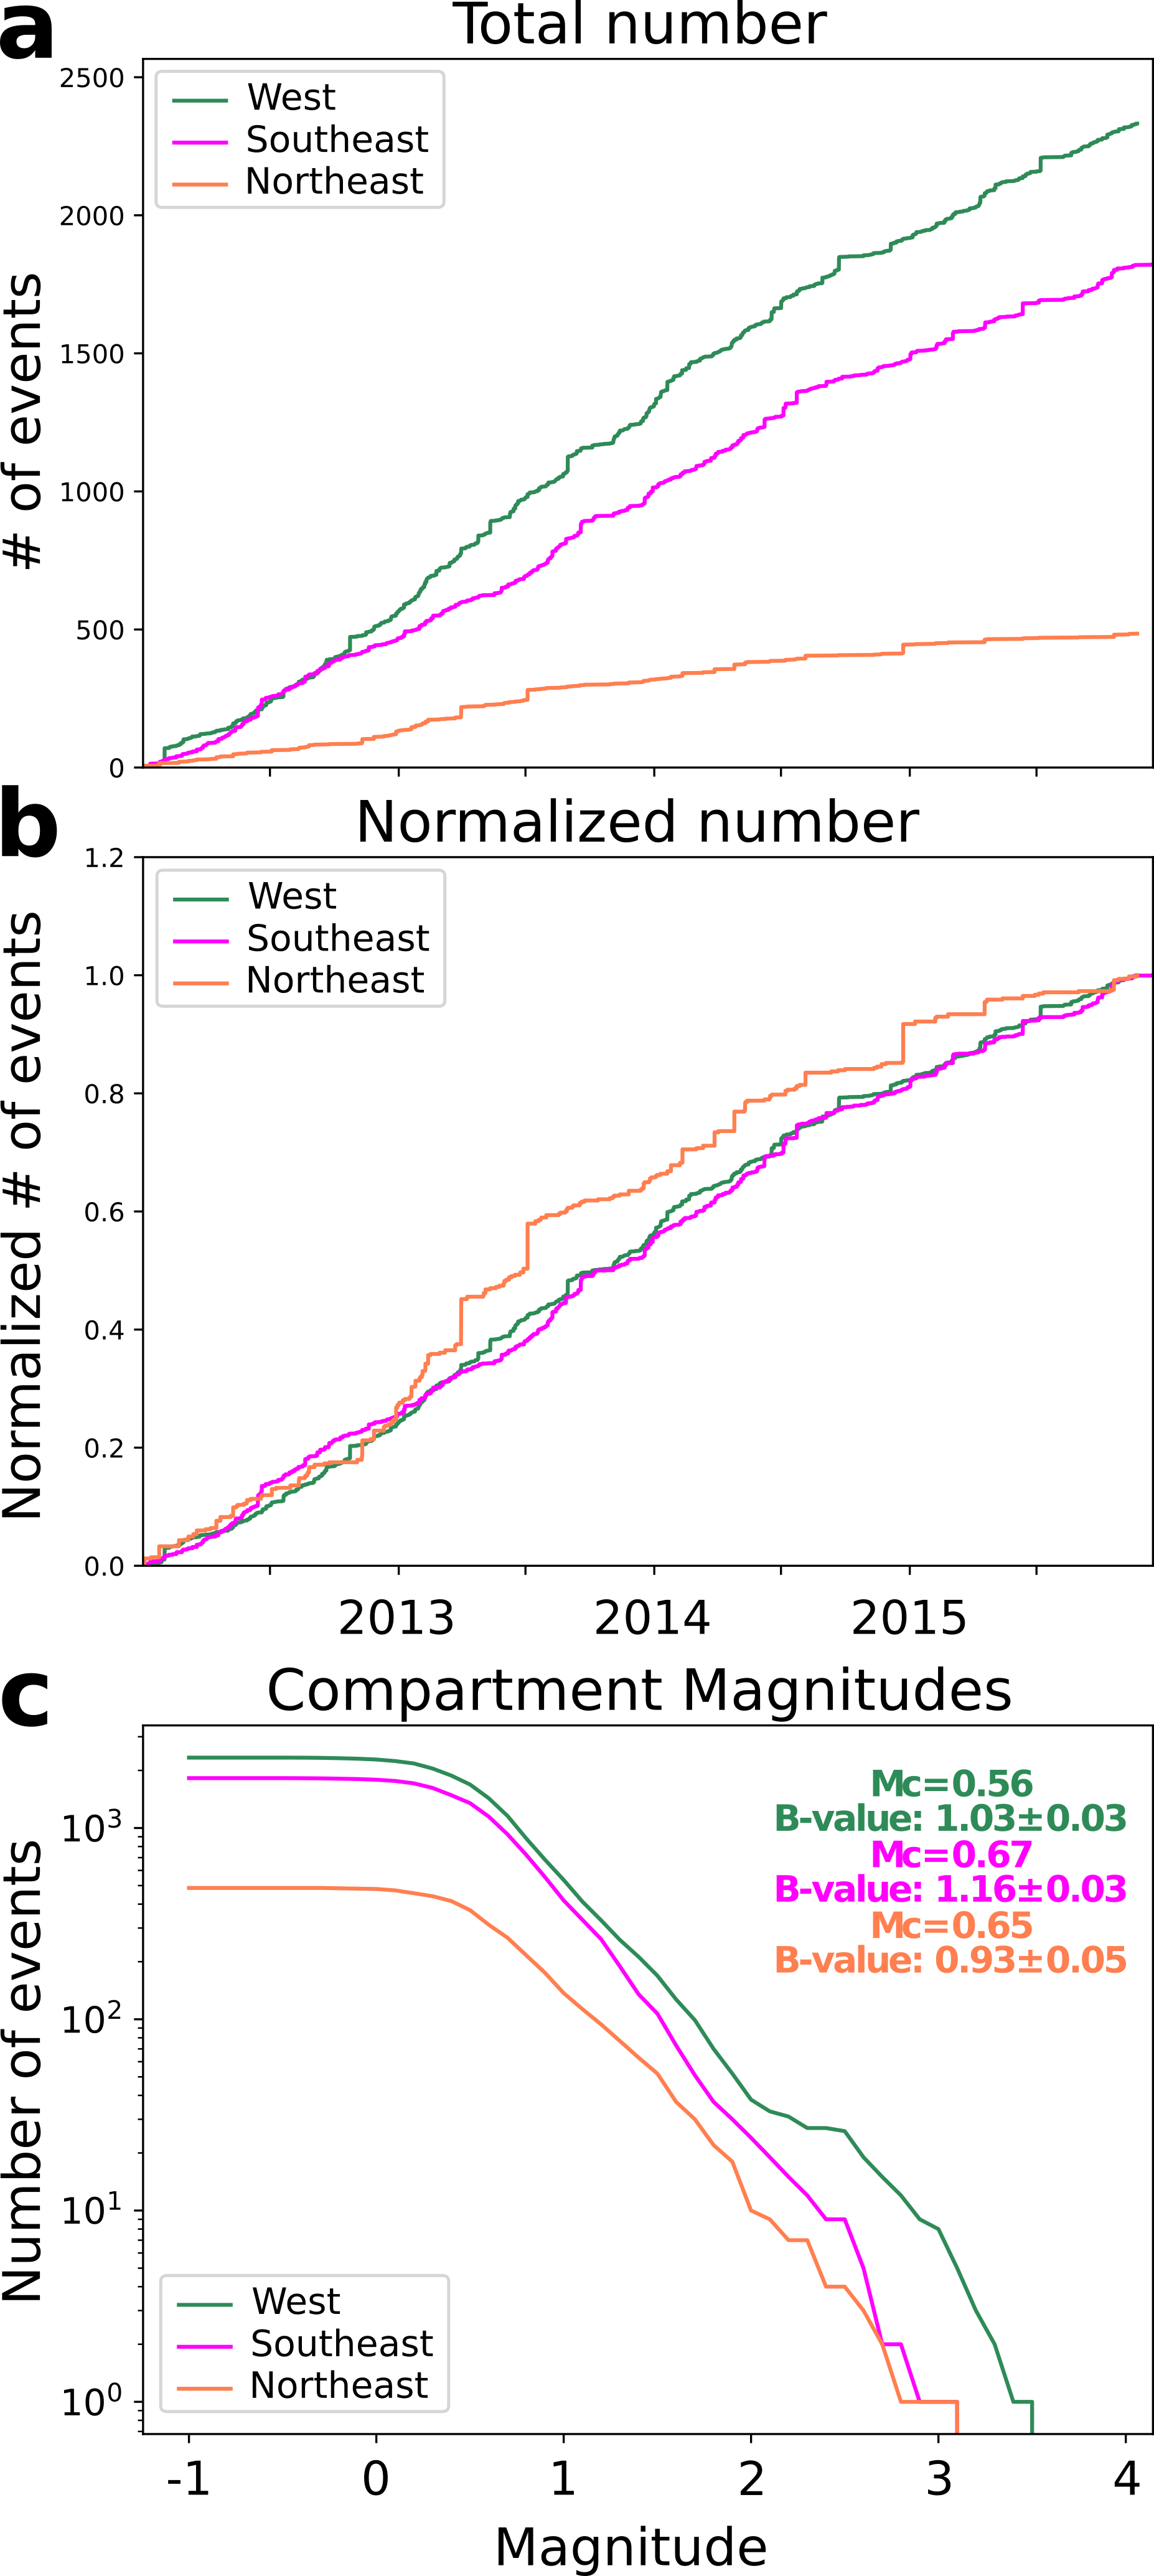 a
Total number
2500
2000
1500
1000
500
0
# of events
West
Southeast
Northeast
b
Normalized number
1.2
1.0
0.8
0.6
0.4
0.2
0.0
Normalized # of events
West
Southeast
Northeast
2013 2014 2015
c
Compartment Magnitudes
10³
10²
10¹
10⁰
Number of events
Mc=0.56
B-value: 1.03±0.03
Mc=0.67
B-value: 1.16±0.03
Mc=0.65
B-value: 0.93±0.05
West
Southeast
Northeast
-1 0 1 2 3 4
Magnitude